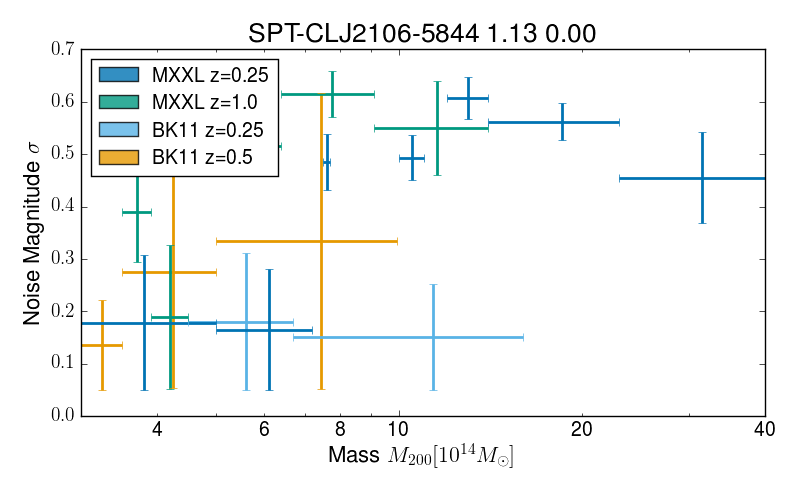 SPT-CLJ2106-5844 1.13 0.00
0.7
0.6
0.5
0.4
0.3
0.2
0.1
0.0
Noise Magnitude σ
MXXL z=0.25
MXXL z=1.0
BK11 z=0.25
BK11 z=0.5
4 6 8 10 20 40
Mass M₂₀₀[10¹⁴M☉]